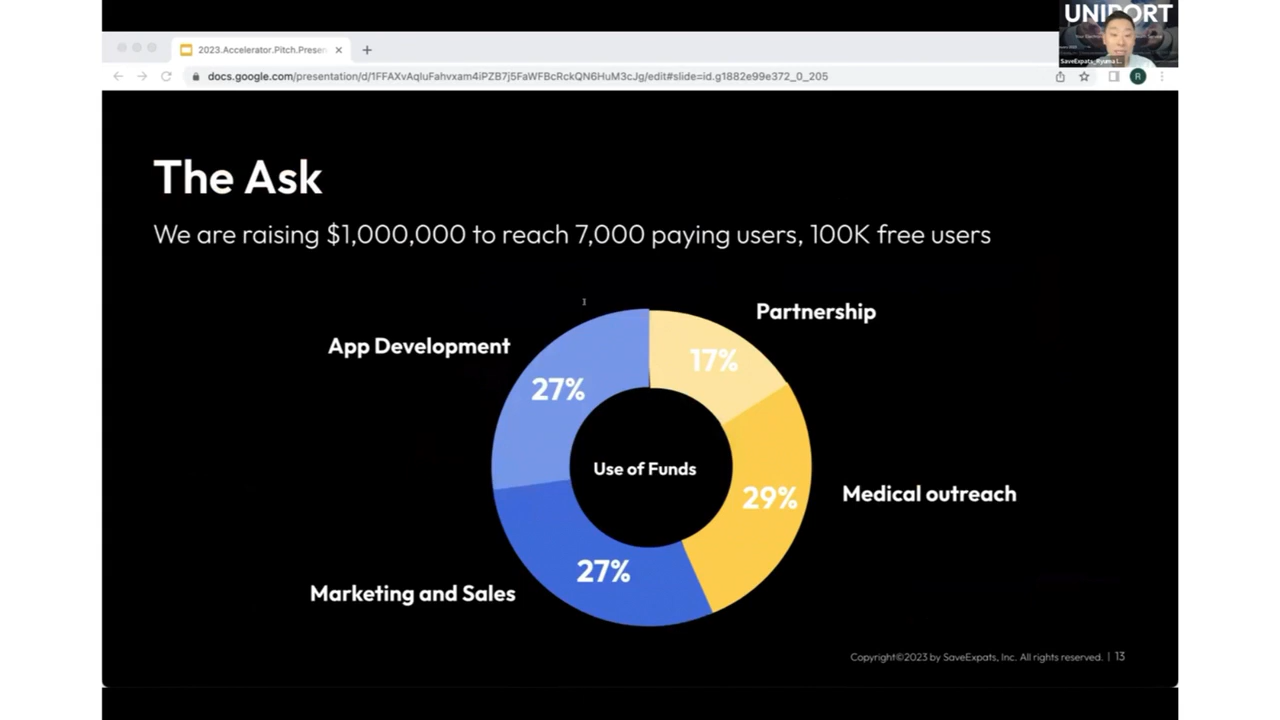 UNIPORT
2023.Accelerator.Pitch.Presen
docs.google.com/presentation/d/1FFAXvAqIuFahvxam4iPZB7j5FaWFBcRckQN6HuM3cJg/edit#slide=id.g1882e99e372_0_205
R
The Ask
We are raising $1,000,000 to reach 7,000 paying users, 100K free users
Partnership
App Development
17%
27%
Use of Funds
29%
Medical outreach
27%
Marketing and Sales
Copyright©2023 by SaveExpats, Inc. All rights reserved. | 13